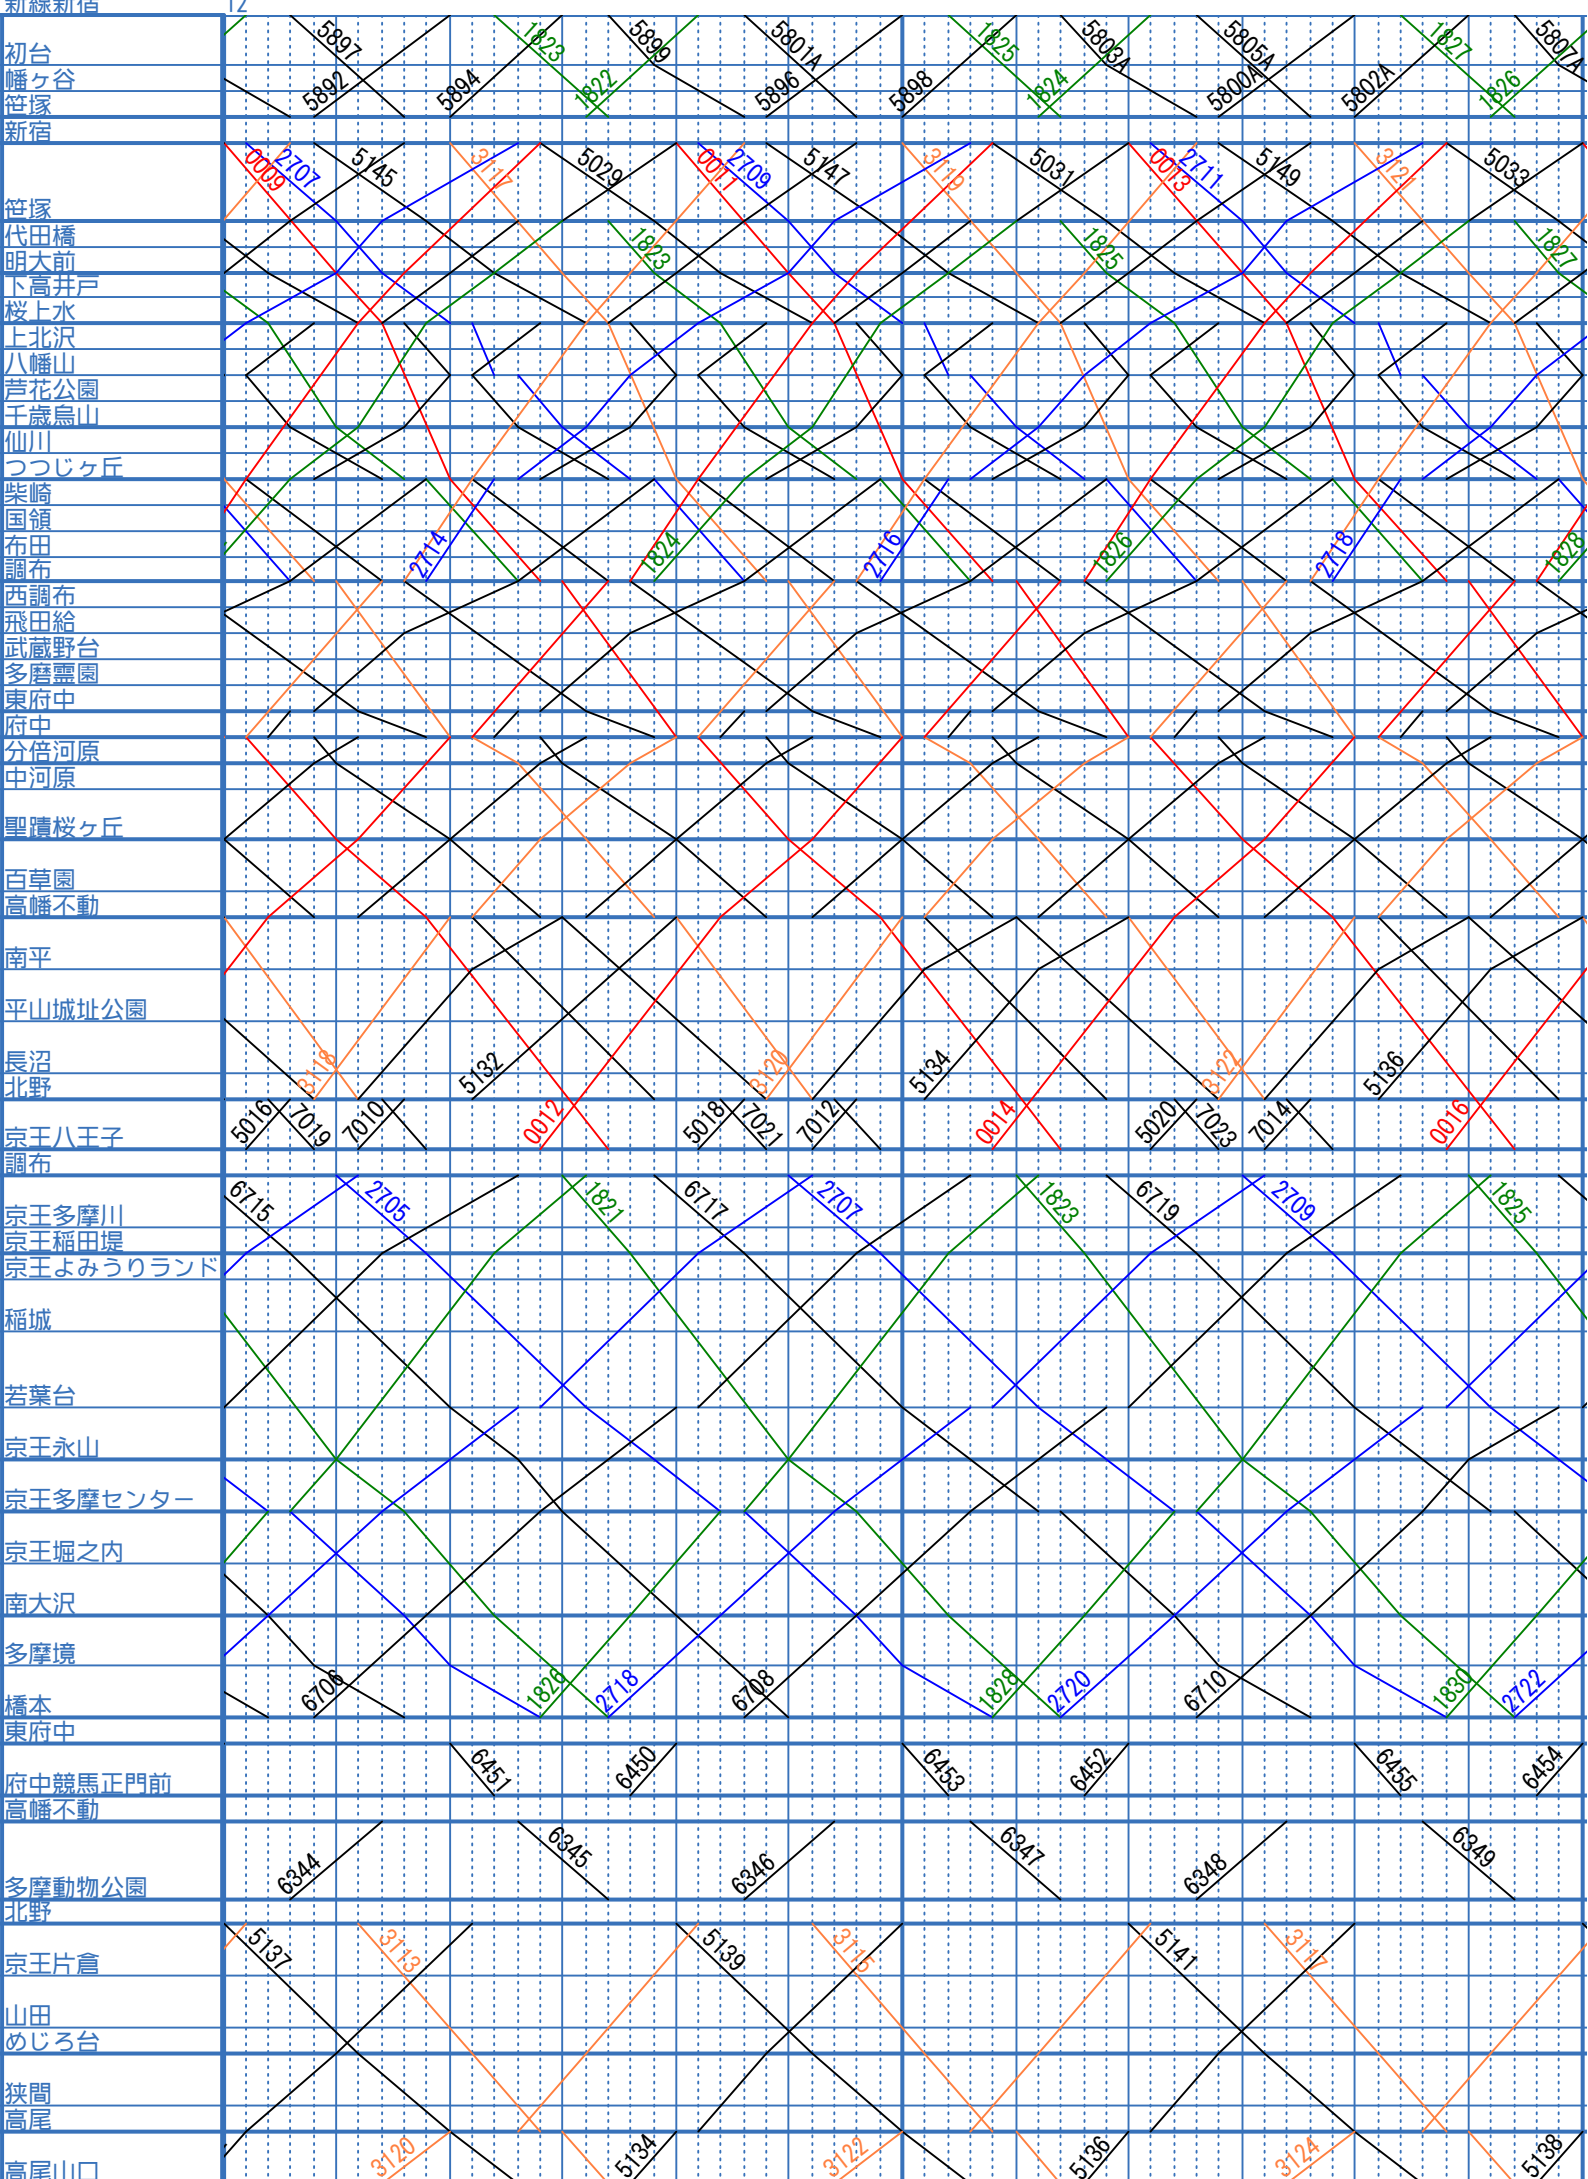 新線新宿 12
初台 5897 1823 5899 5801A 1825 5803A 5805A 1827 5807A
幡ヶ谷
笹塚 5892 5894 1822 5896 5898 1824 5800A 5802A 1826
新宿
0009 2707 5145 3117 5029 0011 2709 5147 3119 5031 0013 2711 5149 3121 5033
笹塚
代田橋
明大前 1823 1825 1827
下高井戸
桜上水
上北沢
八幡山
芦花公園
千歳烏山
仙川
つつじヶ丘
柴崎
国領
布田 2714 1824 2716 1826 2718 1828
調布
西調布
飛田給
武蔵野台
多磨霊園
東府中
府中
分倍河原
中河原
聖蹟桜ヶ丘
百草園
高幡不動
南平
平山城址公園
長沼 3118 5132 3120 5134 3122 5136
北野
京王八王子 5016 7019 7010 0012 5018 7021 7012 0014 5020 7023 7014 0016
調布
京王多摩川 6715 2705 1821 6717 2707 1823 6719 2709 1825
京王稲田堤
京王よみうりランド
稲城
若葉台
京王永山
京王多摩センター
京王堀之内
南大沢
多摩境
橋本 6706 1826 2718 6708 1828 2720 6710 1830 2722
東府中
府中競馬正門前 6451 6450 6453 6452 6455 6454
高幡不動
6344 6345 6346 6347 6348 6349
多摩動物公園
北野
京王片倉 5137 3113 5139 3115 5141 3117
山田
めじろ台
狭間
高尾
高尾山口 3120 5134 3122 5136 3124 5138